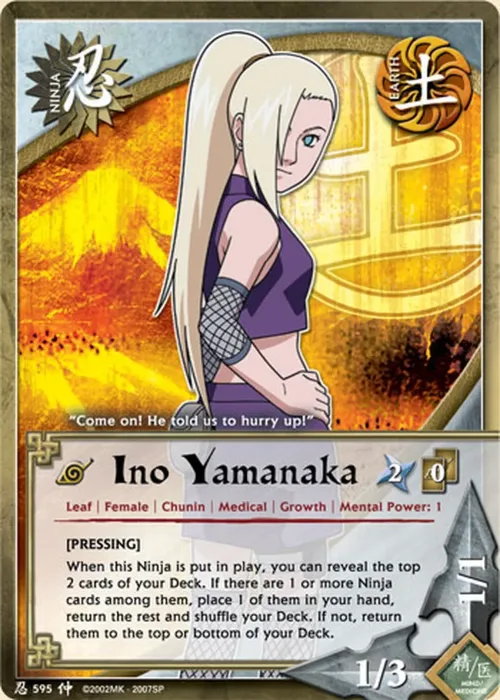 NINJA 忍
EARTH 土
"Come on! He told us to hurry up!"
Ino Yamanaka 2 0
Leaf | Female | Chunin | Medical | Growth | Mental Power: 1
[PRESSING]
When this Ninja is put in play, you can reveal the top
2 cards of your Deck. If there are 1 or more Ninja
cards among them, place 1 of them in your hand,
return the rest and shuffle your Deck. If not, return
them to the top or bottom of your Deck.
1/1
1/3
精/医
MIND/
MEDICINE
忍 595 ©2002MK · 2007SP